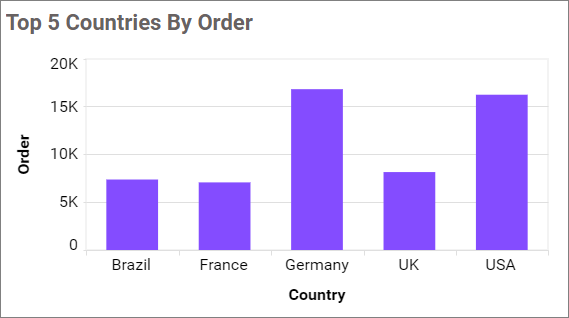 Top 5 Countries By Order
20K
15K
10K
5K
0
Order
Brazil France Germany UK USA
Country